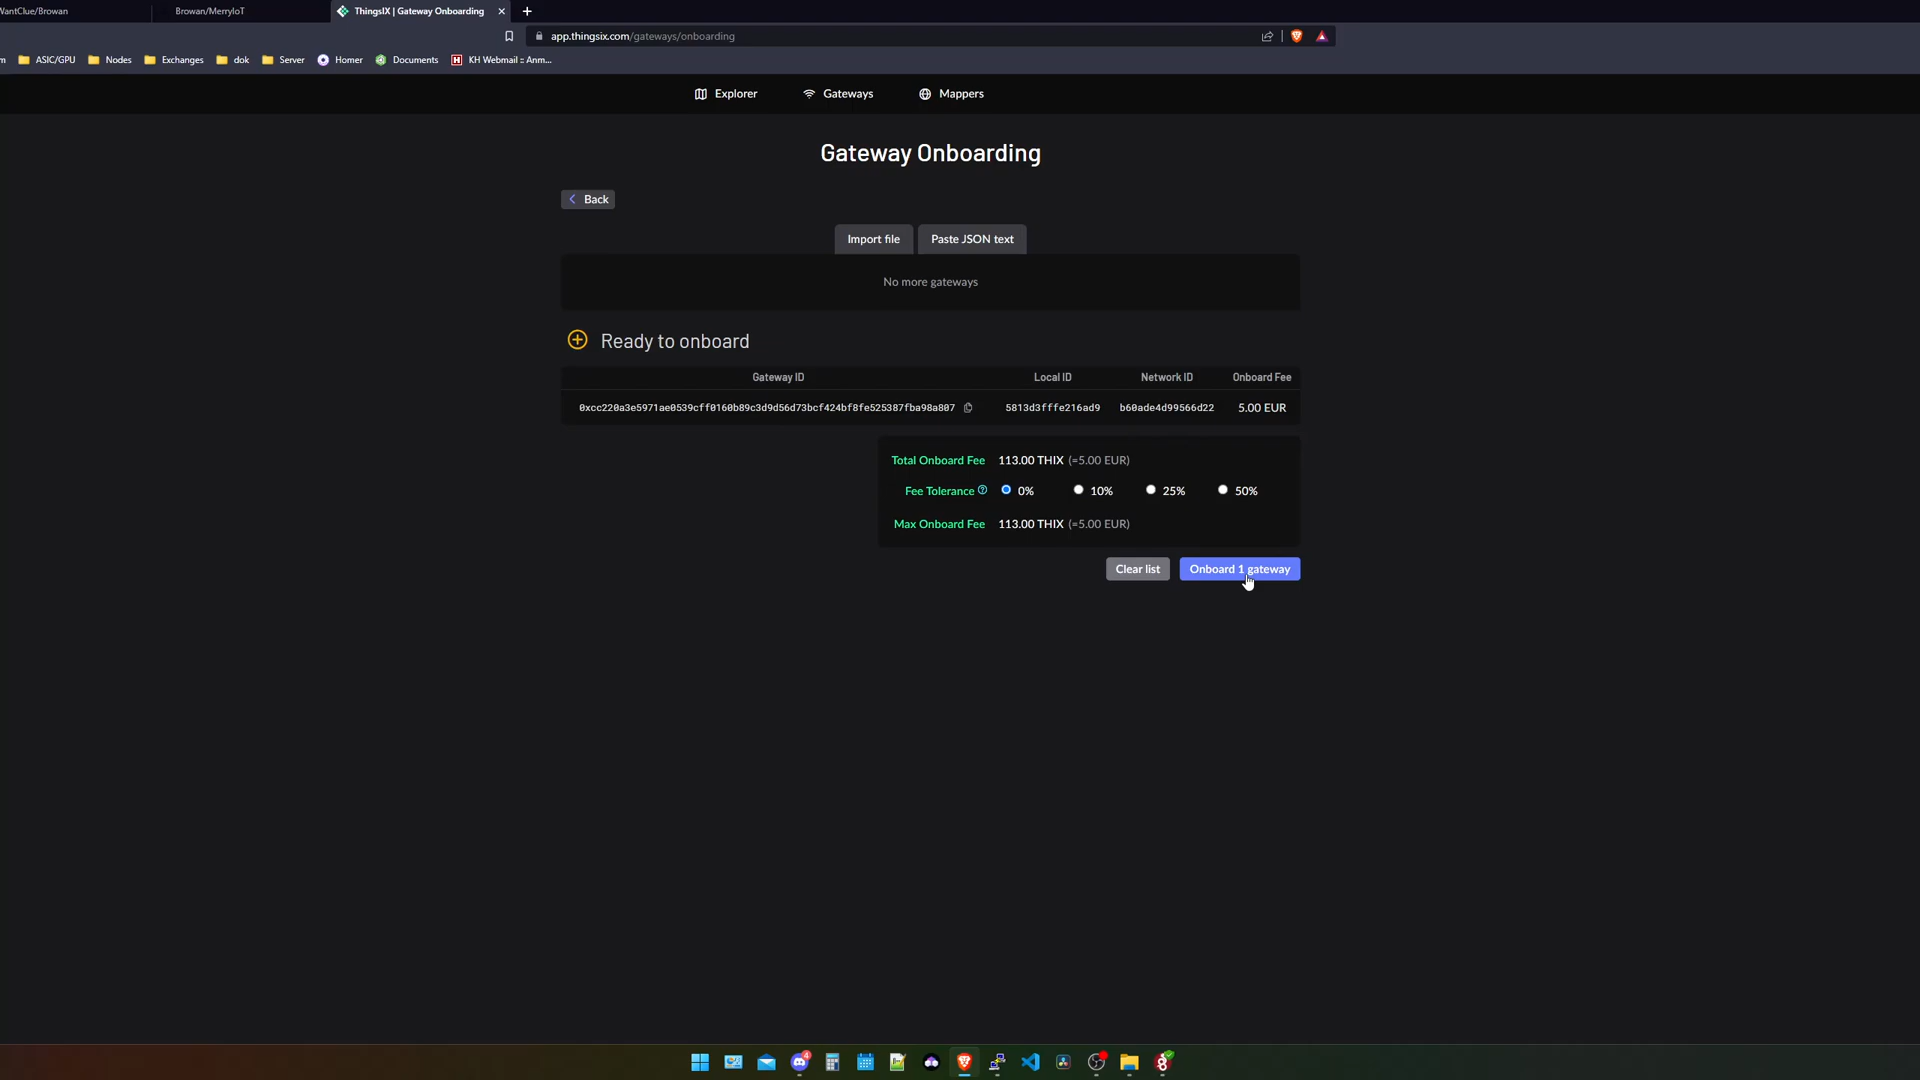 WantClue/Browan
Browan/MerryIoT
ThingsIX | Gateway Onboarding
app.thingsix.com/gateways/onboarding
ASIC/GPU
Nodes
Exchanges
dok
Server
Homer
Documents
KH Webmail :: Anm...
Explorer
Gateways
Mappers
Gateway Onboarding
Back
Import file
Paste JSON text
No more gateways
Ready to onboard
Gateway ID Local ID Network ID Onboard Fee
0xcc220a3e5971ae0539cff0160b89c3d9d56d73bcf424bf8fe525387fba98a807 5813d3fffe216ad9 b60ade4d99566d22 5.00 EUR
Total Onboard Fee 113.00 THIX (=5.00 EUR)
Fee Tolerance 0% 10% 25% 50%
Max Onboard Fee 113.00 THIX (=5.00 EUR)
Clear list
Onboard 1 gateway